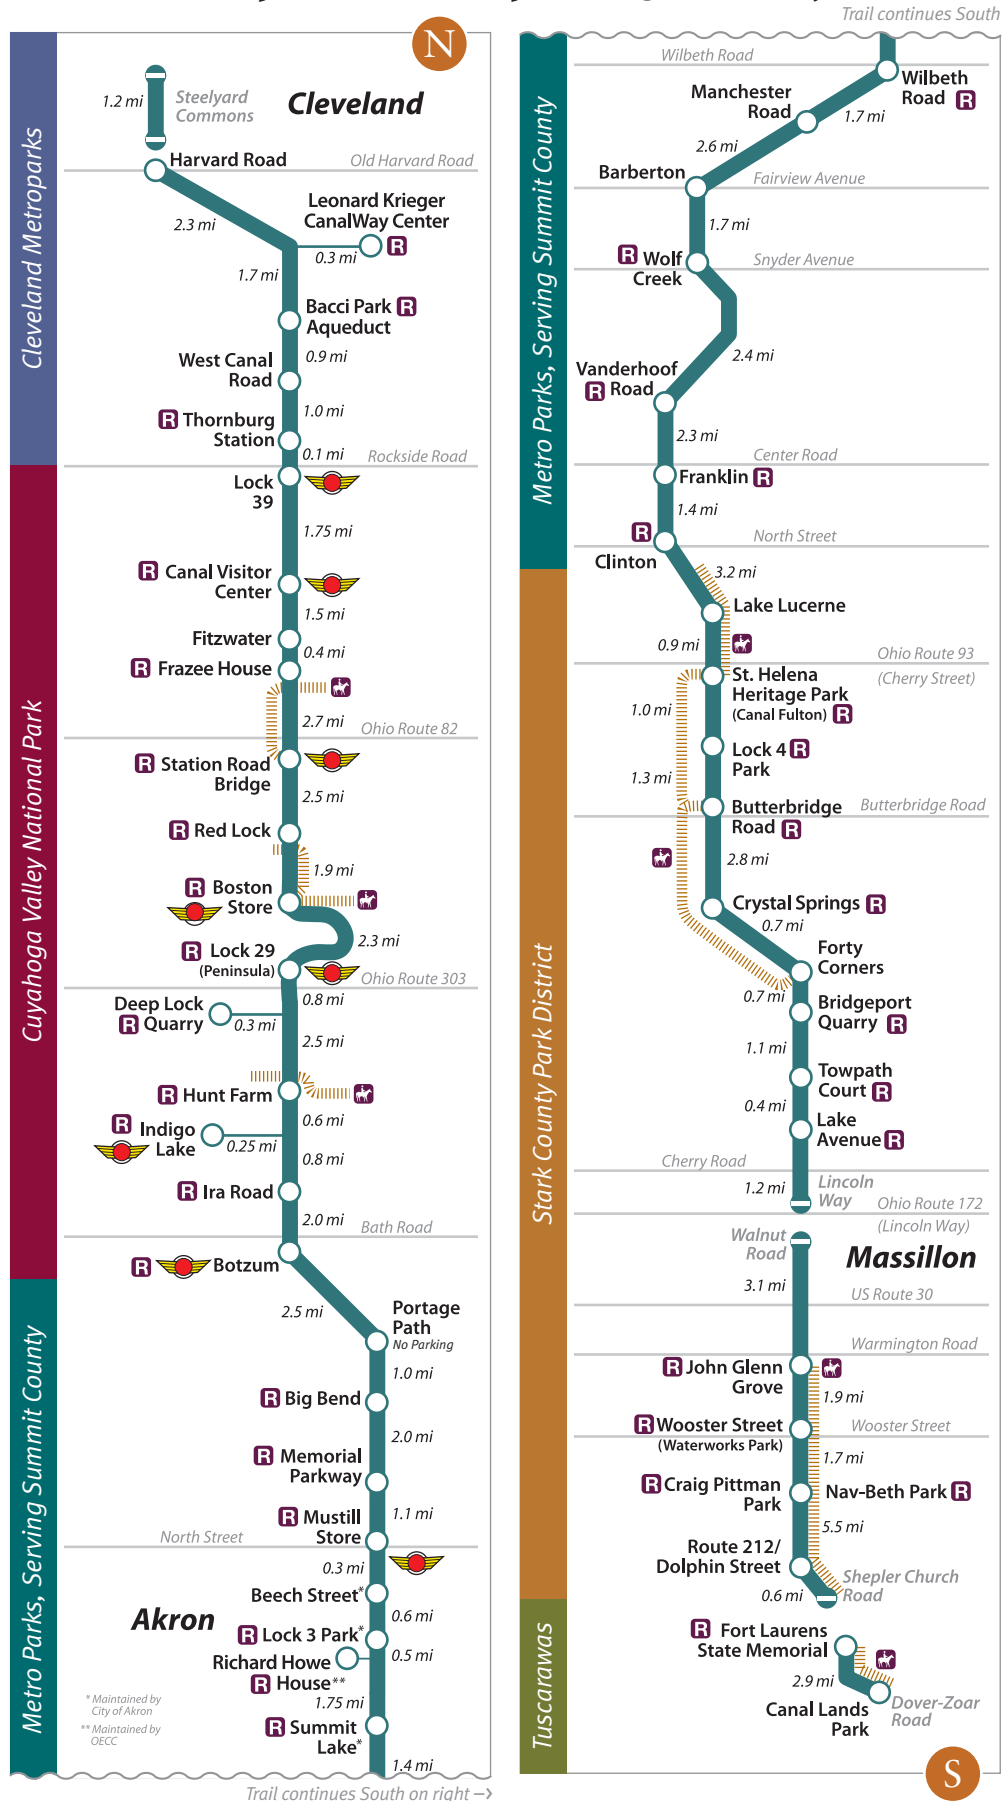 Trail continues South
N
Cleveland Metroparks
1.2 mi
Steelyard
Commons
Cleveland
Harvard Road
Old Harvard Road
2.3 mi
Leonard Krieger
CanalWay Center
0.3 mi
R
1.7 mi
Bacci Park R
Aqueduct
0.9 mi
West Canal
Road
1.0 mi
R Thornburg
Station
0.1 mi
Rockside Road
Cuyahoga Valley National Park
Lock
39
1.75 mi
R Canal Visitor
Center
1.5 mi
Fitzwater
0.4 mi
R Frazee House
2.7 mi
Ohio Route 82
R Station Road
Bridge
2.5 mi
R Red Lock
1.9 mi
R Boston
Store
2.3 mi
R Lock 29
(Peninsula)
Ohio Route 303
0.8 mi
Deep Lock
R Quarry
0.3 mi
2.5 mi
R Hunt Farm
0.6 mi
R Indigo
Lake
0.25 mi
0.8 mi
R Ira Road
2.0 mi
Bath Road
R Botzum
Metro Parks, Serving Summit County
2.5 mi
Portage
Path
No Parking
1.0 mi
R Big Bend
2.0 mi
R Memorial
Parkway
1.1 mi
R Mustill
Store
North Street
0.3 mi
Beech Street*
0.6 mi
Akron
R Lock 3 Park*
0.5 mi
Richard Howe
R House**
1.75 mi
* Maintained by
City of Akron
** Maintained by
OECC
R Summit
Lake*
1.4 mi
Trail continues South on right –>
Metro Parks, Serving Summit County
Wilbeth Road
Wilbeth
Road R
1.7 mi
Manchester
Road
2.6 mi
Barberton
Fairview Avenue
1.7 mi
R Wolf
Creek
Snyder Avenue
2.4 mi
Vanderhoof
R Road
2.3 mi
Center Road
Franklin R
1.4 mi
R
Clinton
North Street
Stark County Park District
3.2 mi
Lake Lucerne
0.9 mi
Ohio Route 93
(Cherry Street)
St. Helena
Heritage Park
(Canal Fulton) R
1.0 mi
Lock 4 R
Park
1.3 mi
Butterbridge
Road R
Butterbridge Road
2.8 mi
Crystal Springs R
0.7 mi
Forty
Corners
0.7 mi
Bridgeport
Quarry R
1.1 mi
Towpath
Court R
0.4 mi
Lake
Avenue R
Cherry Road
1.2 mi
Lincoln
Way
Ohio Route 172
(Lincoln Way)
Walnut
Road
Massillon
3.1 mi
US Route 30
Warmington Road
R John Glenn
Grove
1.9 mi
R Wooster Street
(Waterworks Park)
Wooster Street
1.7 mi
R Craig Pittman
Park
Nav-Beth Park R
5.5 mi
Route 212/
Dolphin Street
0.6 mi
Shepler Church
Road
Tuscarawas
R Fort Laurens
State Memorial
2.9 mi
Canal Lands
Park
Dover-Zoar
Road
S